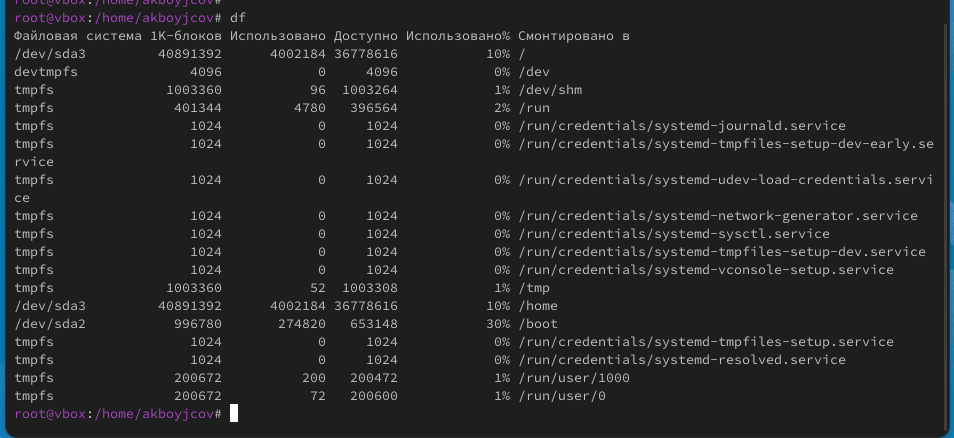 root@vbox:/home/akboyjcov#
root@vbox:/home/akboyjcov# df
Файловая система 1K-блоков Использовано Доступно Использовано% Смонтировано в
/dev/sda3         40891392      4002184 36778616           10% /
devtmpfs              4096            0     4096            0% /dev
tmpfs              1003360           96  1003264            1% /dev/shm
tmpfs               401344         4780   396564            2% /run
tmpfs                 1024            0     1024            0% /run/credentials/systemd-journald.service
tmpfs                 1024            0     1024            0% /run/credentials/systemd-tmpfiles-setup-dev-early.se
rvice
tmpfs                 1024            0     1024            0% /run/credentials/systemd-udev-load-credentials.servi
ce
tmpfs                 1024            0     1024            0% /run/credentials/systemd-network-generator.service
tmpfs                 1024            0     1024            0% /run/credentials/systemd-sysctl.service
tmpfs                 1024            0     1024            0% /run/credentials/systemd-tmpfiles-setup-dev.service
tmpfs                 1024            0     1024            0% /run/credentials/systemd-vconsole-setup.service
tmpfs              1003360           52  1003308            1% /tmp
/dev/sda3         40891392      4002184 36778616           10% /home
/dev/sda2           996780       274820   653148           30% /boot
tmpfs                 1024            0     1024            0% /run/credentials/systemd-tmpfiles-setup.service
tmpfs                 1024            0     1024            0% /run/credentials/systemd-resolved.service
tmpfs               200672          200   200472            1% /run/user/1000
tmpfs               200672           72   200600            1% /run/user/0
root@vbox:/home/akboyjcov#